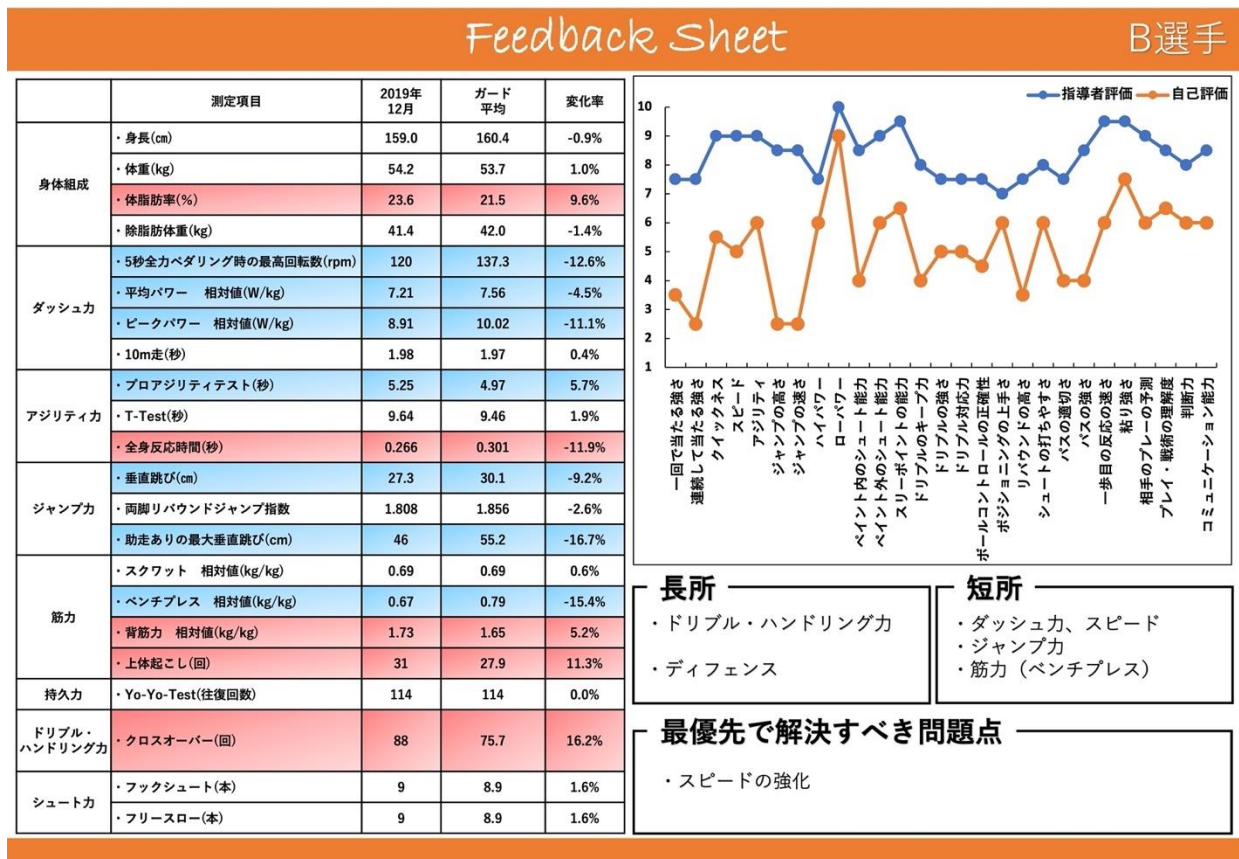 Feedback Sheet
B選手
測定項目 2019年12月 ガード平均 変化率
身体組成
・身長(㎝) 159.0 160.4 -0.9%
・体重(kg) 54.2 53.7 1.0%
・体脂肪率(%) 23.6 21.5 9.6%
・除脂肪体重(kg) 41.4 42.0 -1.4%
ダッシュ力
・5秒全力ペダリング時の最高回転数(rpm) 120 137.3 -12.6%
・平均パワー 相対値(W/kg) 7.21 7.56 -4.5%
・ピークパワー 相対値(W/kg) 8.91 10.02 -11.1%
・10m走(秒) 1.98 1.97 0.4%
アジリティ力
・プロアジリティテスト(秒) 5.25 4.97 5.7%
・T-Test(秒) 9.64 9.46 1.9%
・全身反応時間(秒) 0.266 0.301 -11.9%
ジャンプ力
・垂直跳び(㎝) 27.3 30.1 -9.2%
・両脚リバウンドジャンプ指数 1.808 1.856 -2.6%
・助走ありの最大垂直跳び(cm) 46 55.2 -16.7%
筋力
・スクワット 相対値(kg/kg) 0.69 0.69 0.6%
・ベンチプレス 相対値(kg/kg) 0.67 0.79 -15.4%
・背筋力 相対値(kg/kg) 1.73 1.65 5.2%
・上体起こし(回) 31 27.9 11.3%
持久力
・Yo-Yo-Test(往復回数) 114 114 0.0%
ドリブル・
ハンドリング力
・クロスオーバー(回) 88 75.7 16.2%
シュート力
・フックシュート(本) 9 8.9 1.6%
・フリースロー(本) 9 8.9 1.6%
指導者評価 自己評価
10
9
8
7
6
5
4
3
2
1
一回で当たる強さ
連続して当たる強さ
クイックネス
スピード
アジリティ
ジャンプの高さ
ジャンプの速さ
ハイパワー
ローパワー
ペイント内のシュート能力
ペイント外のシュート能力
スリーポイントの能力
ドリブルのキープ力
ドリブルの強さ
ドリブル対応力
ボールコントロールの正確性
ポジショニングの上手さ
リバウンドの高さ
シュートの打ちやすさ
パスの適切さ
パスの強さ
一歩目の反応の速さ
粘り強さ
相手のプレーの予測
プレイ・戦術の理解度
判断力
コミュニケーション能力
長所
・ドリブル・ハンドリング力
・ディフェンス
短所
・ダッシュ力、スピード
・ジャンプ力
・筋力（ベンチプレス）
最優先で解決すべき問題点
・スピードの強化